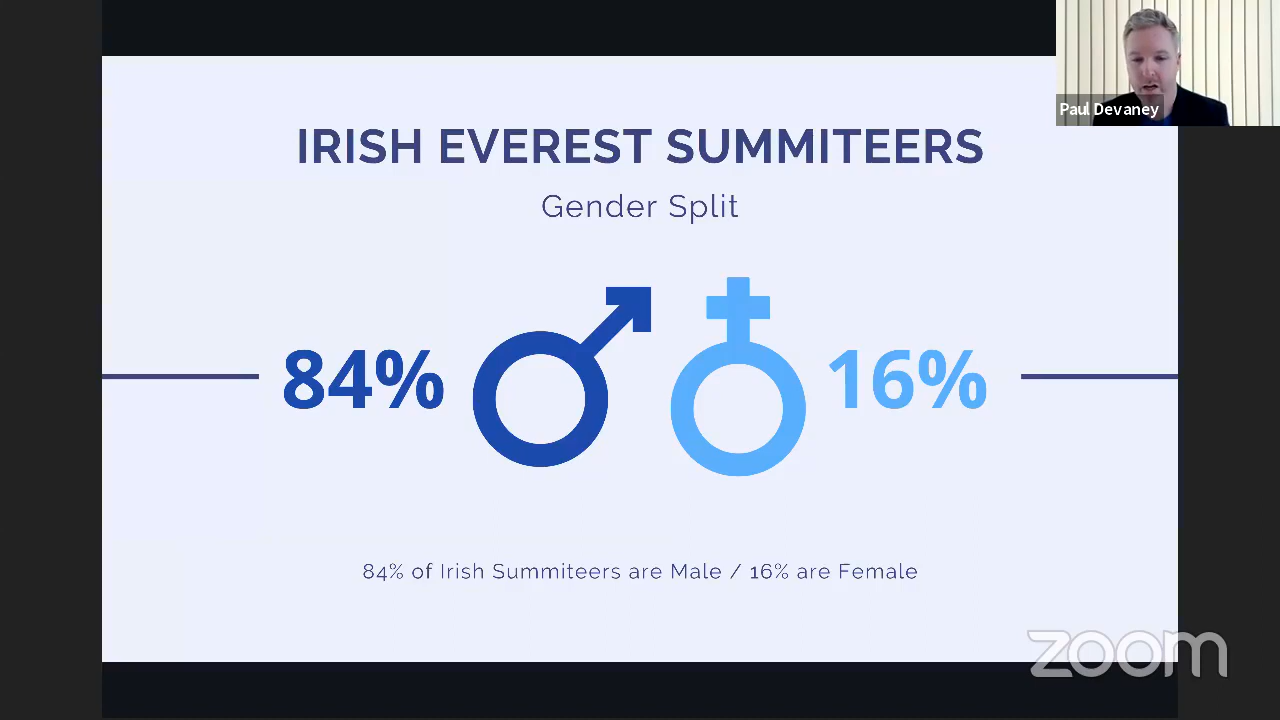 Paul Devaney
IRISH EVEREST SUMMITEERS
Gender Split
84%
16%
84% of Irish Summiteers are Male / 16% are Female
zoom